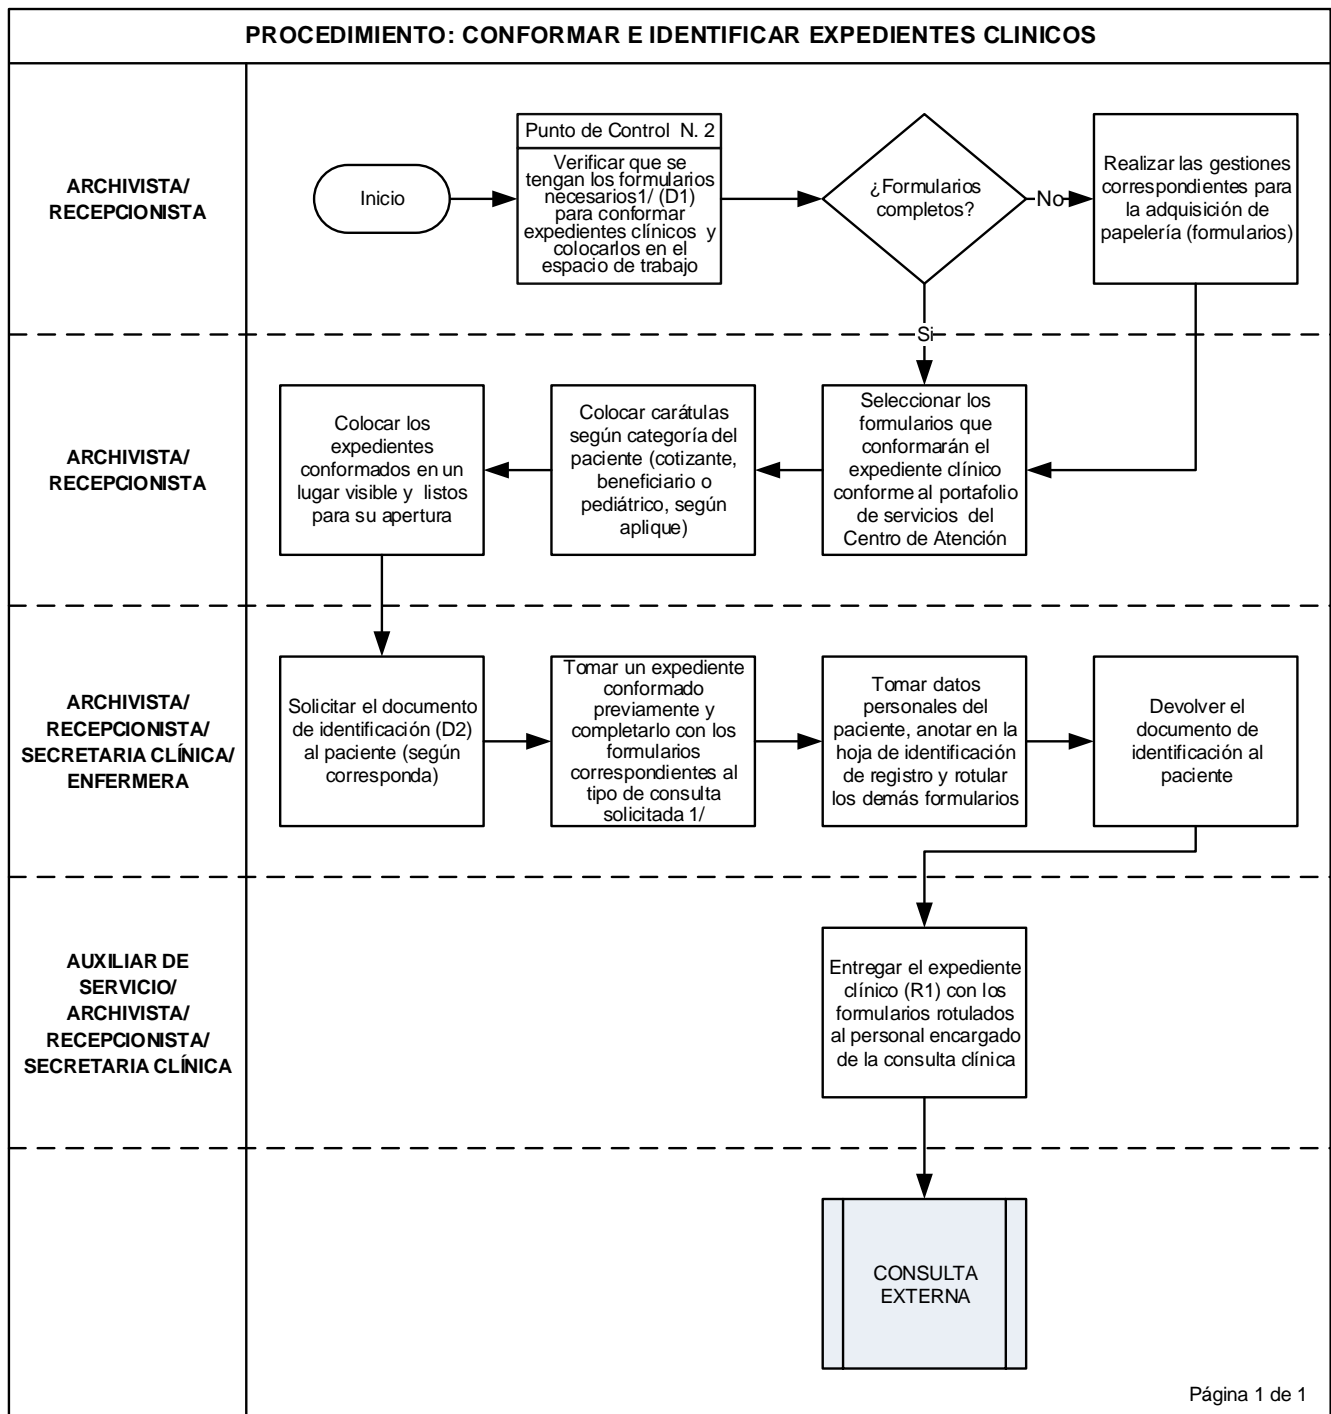 PROCEDIMIENTO: CONFORMAR E IDENTIFICAR EXPEDIENTES CLINICOS
ARCHIVISTA/
RECEPCIONISTA
Inicio
Punto de Control N. 2
Verificar que se
tengan los formularios
necesarios1/ (D1)
para conformar
expedientes clínicos y
colocarlos en el
espacio de trabajo
¿Formularios
completos?
No
Realizar las gestiones
correspondientes para
la adquisición de
papelería (formularios)
Si
ARCHIVISTA/
RECEPCIONISTA
Colocar los
expedientes
conformados en un
lugar visible y listos
para su apertura
Colocar carátulas
según categoría del
paciente (cotizante,
beneficiario o
pediátrico, según
aplique)
Seleccionar los
formularios que
conformarán el
expediente clínico
conforme al portafolio
de servicios del
Centro de Atención
ARCHIVISTA/
RECEPCIONISTA/
SECRETARIA CLÍNICA/
ENFERMERA
Solicitar el documento
de identificación (D2)
al paciente (según
corresponda)
Tomar un expediente
conformado
previamente y
completarlo con los
formularios
correspondientes al
tipo de consulta
solicitada 1/
Tomar datos
personales del
paciente, anotar en la
hoja de identificación
de registro y rotular
los demás formularios
Devolver el
documento de
identificación al
paciente
AUXILIAR DE
SERVICIO/
ARCHIVISTA/
RECEPCIONISTA/
SECRETARIA CLÍNICA
Entregar el expediente
clínico (R1) con los
formularios rotulados
al personal encargado
de la consulta clínica
CONSULTA
EXTERNA
Página 1 de 1